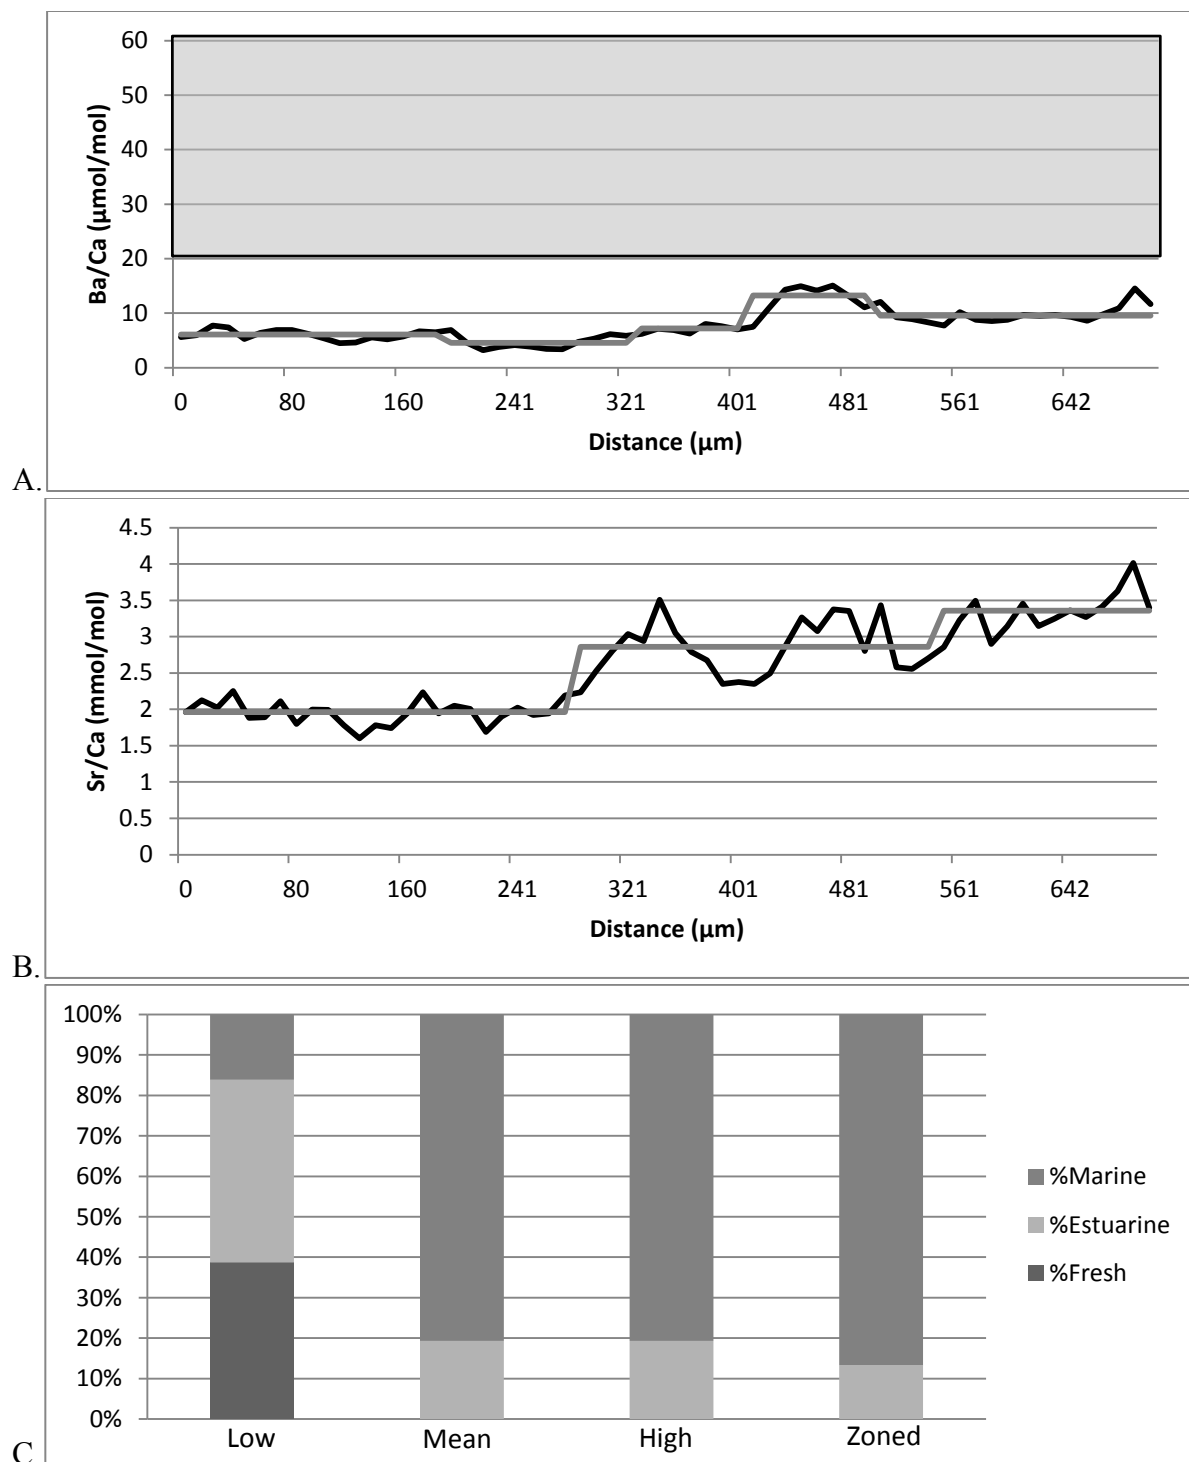 60
50
40
30
20
10
0
Ba/Ca (µmol/mol)
0 80 160 241 321 401 481 561 642
Distance (µm)
A.
4.5
4
3.5
3
2.5
2
1.5
1
0.5
0
Sr/Ca (mmol/mol)
0 80 160 241 321 401 481 561 642
Distance (µm)
B.
100%
90%
80%
70%
60%
50%
40%
30%
20%
10%
0%
Low Mean High Zoned
%Marine
%Estuarine
%Fresh
C